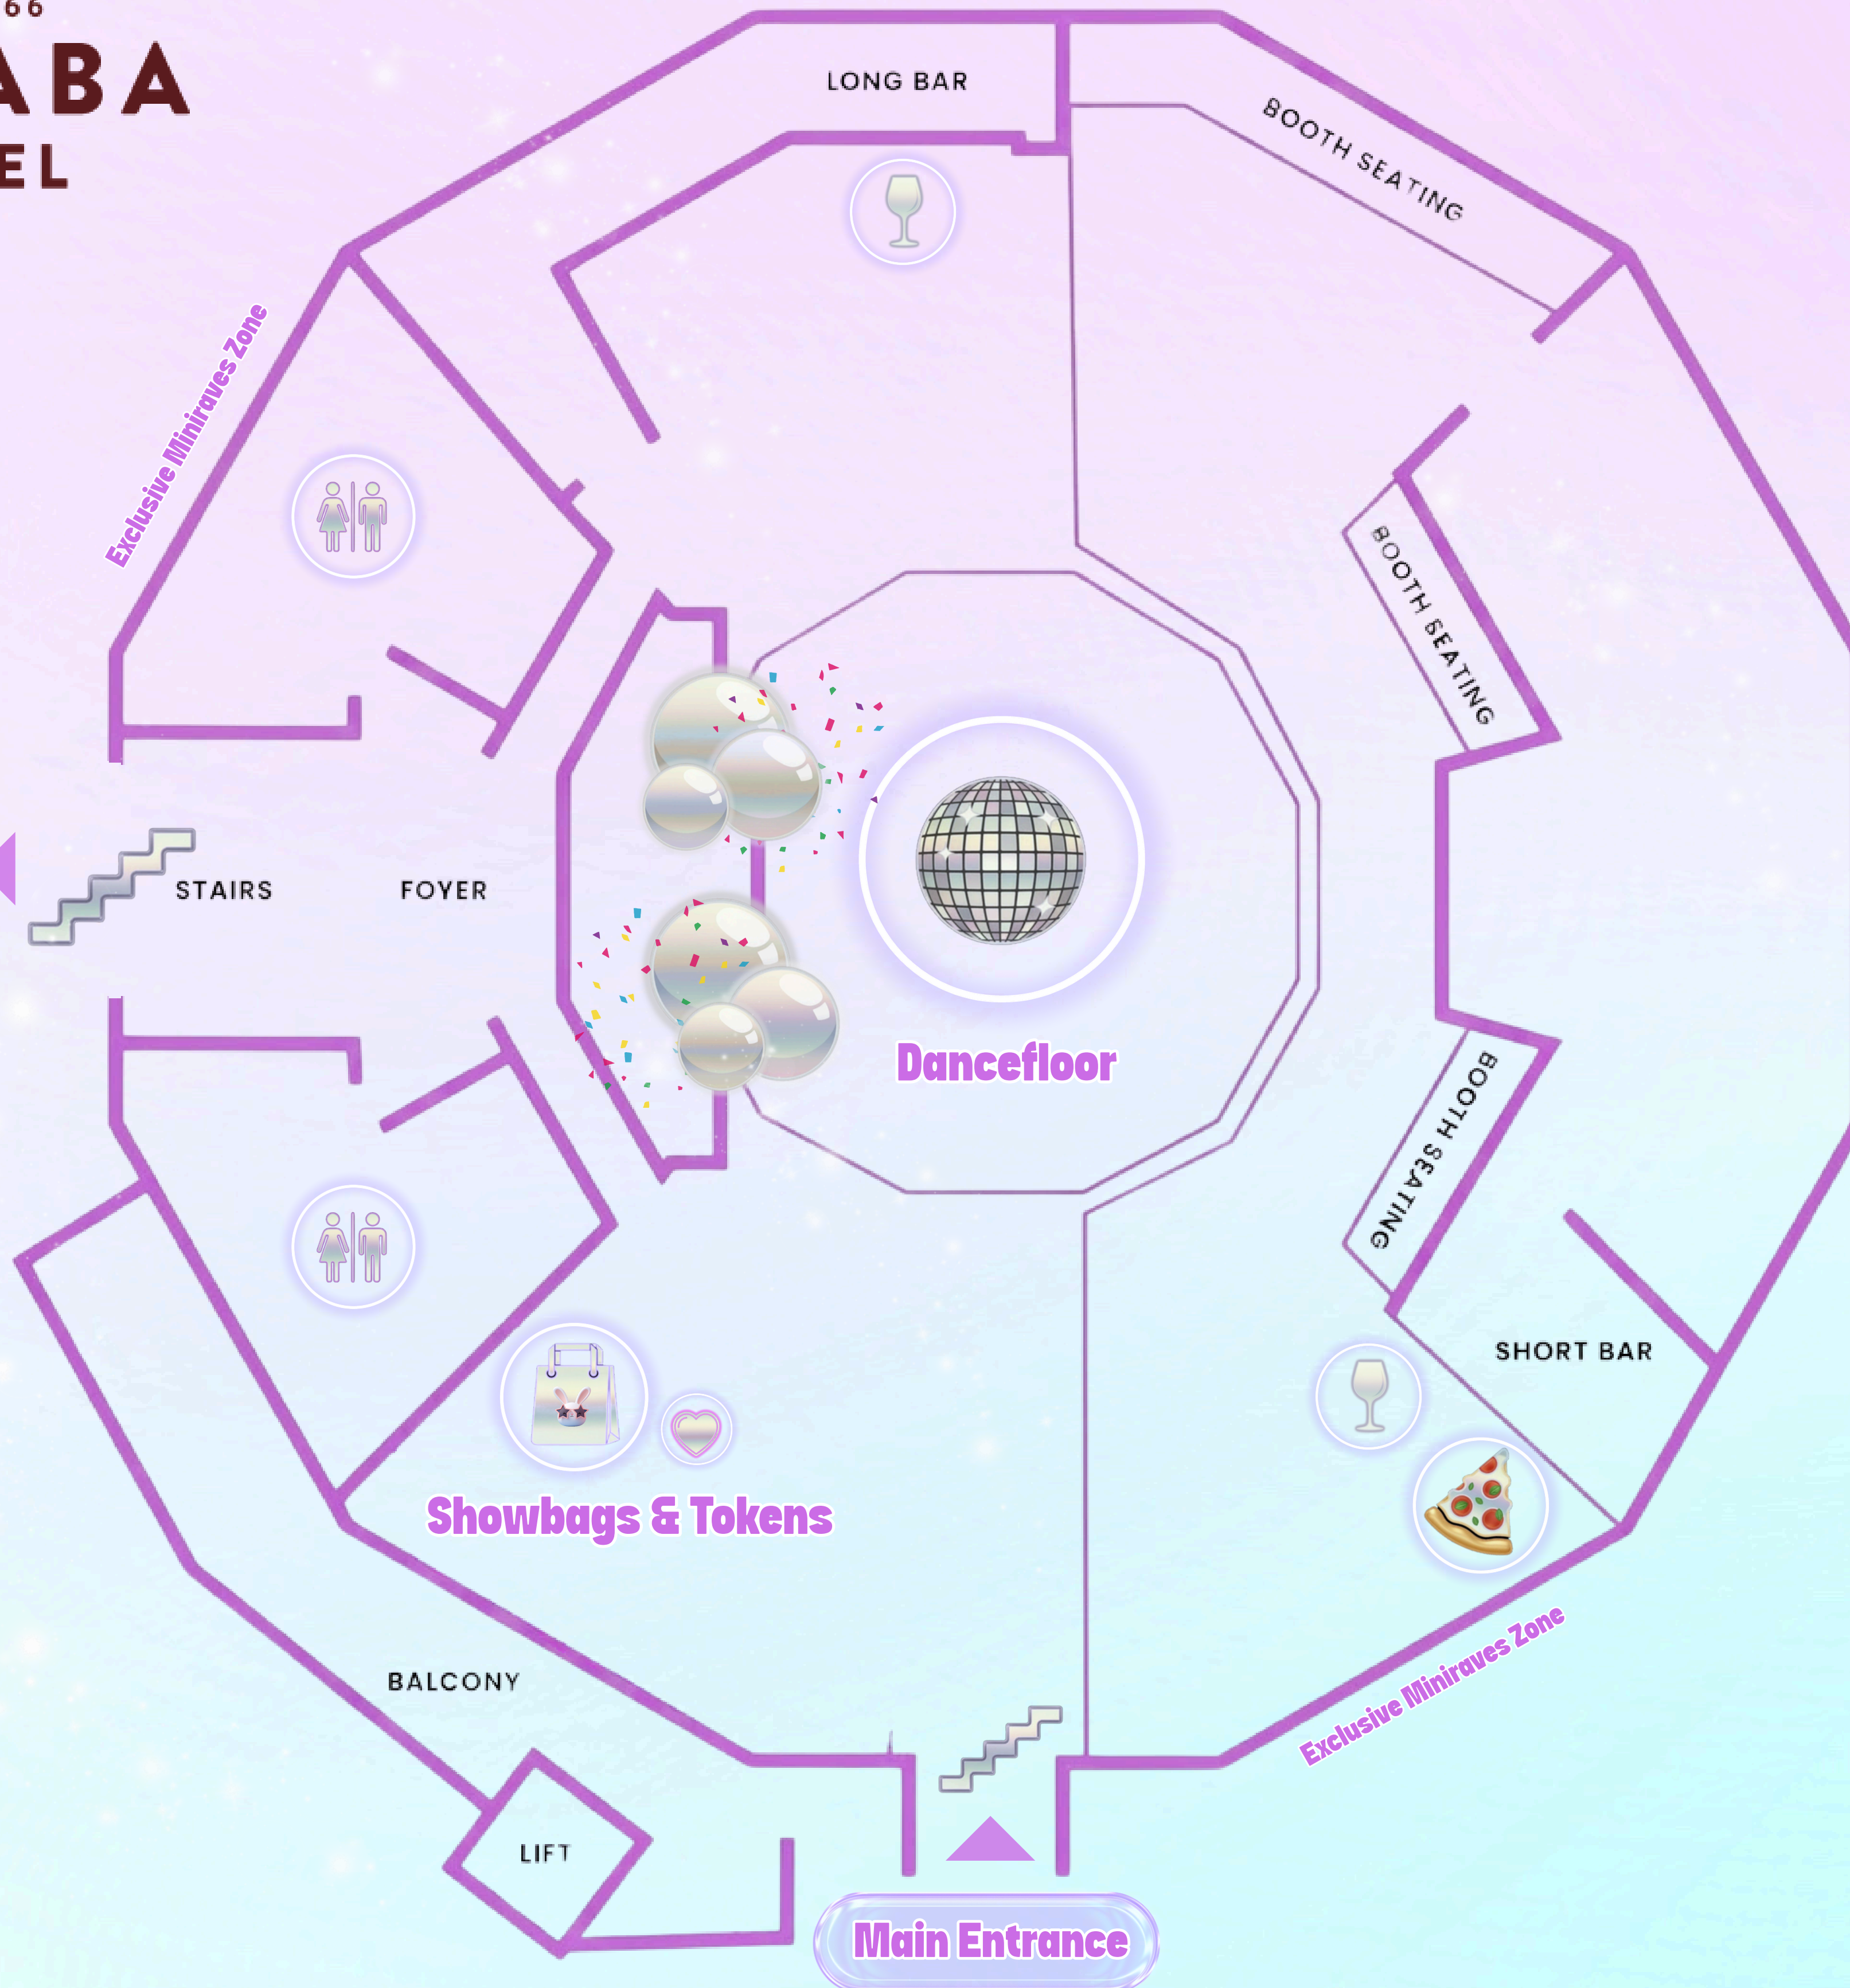 66
ABA
EL
LONG BAR
BOOTH SEATING
Exclusive Miniraves Zone
BOOTH SEATING
STAIRS
FOYER
Dancefloor
BOOTH SEATING
SHORT BAR
Showbags & Tokens
Exclusive Miniraves Zone
BALCONY
LIFT
Main Entrance